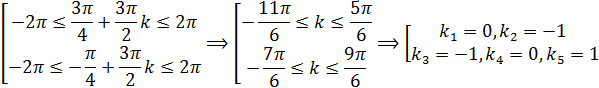 [−2π ≤ 3π/4 + 3π/2 k ≤ 2π
−2π ≤ −π/4 + 3π/2 k ≤ 2π ⟹ [−11π/6 ≤ k ≤ 5π/6
−7π/6 ≤ k ≤ 9π/6 ⟹ [k₁ = 0, k₂ = −1
k₃ = −1, k₄ = 0, k₅ = 1